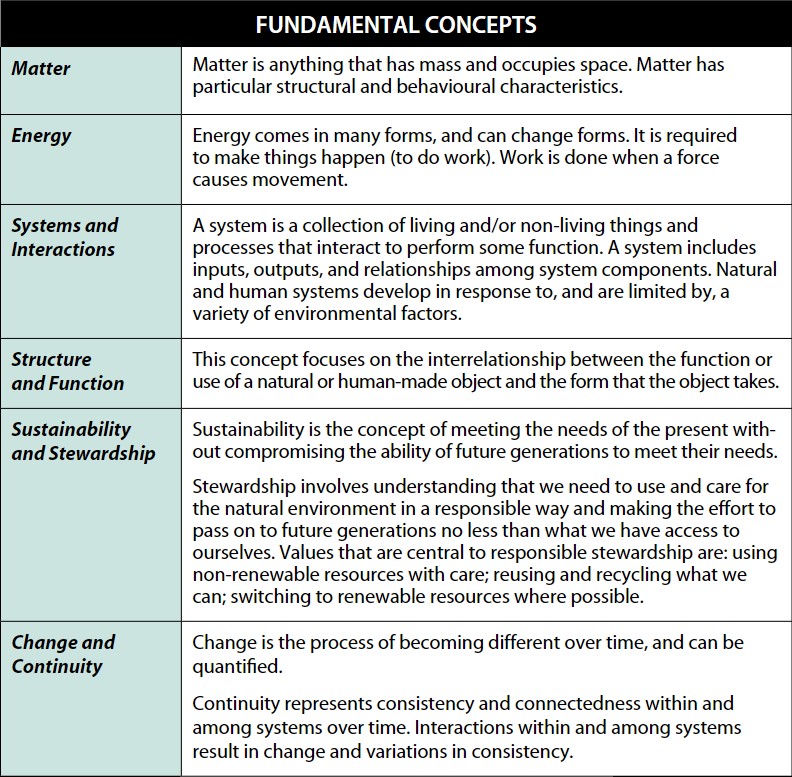 FUNDAMENTAL CONCEPTS
Matter
Matter is anything that has mass and occupies space. Matter has
particular structural and behavioural characteristics.
Energy
Energy comes in many forms, and can change forms. It is required
to make things happen (to do work). Work is done when a force
causes movement.
Systems and
Interactions
A system is a collection of living and/or non-living things and
processes that interact to perform some function. A system includes
inputs, outputs, and relationships among system components. Natural
and human systems develop in response to, and are limited by, a
variety of environmental factors.
Structure
and Function
This concept focuses on the interrelationship between the function or
use of a natural or human-made object and the form that the object takes.
Sustainability
and Stewardship
Sustainability is the concept of meeting the needs of the present with-
out compromising the ability of future generations to meet their needs.
Stewardship involves understanding that we need to use and care for
the natural environment in a responsible way and making the effort to
pass on to future generations no less than what we have access to
ourselves. Values that are central to responsible stewardship are: using
non-renewable resources with care; reusing and recycling what we
can; switching to renewable resources where possible.
Change and
Continuity
Change is the process of becoming different over time, and can be
quantified.
Continuity represents consistency and connectedness within and
among systems over time. Interactions within and among systems
result in change and variations in consistency.